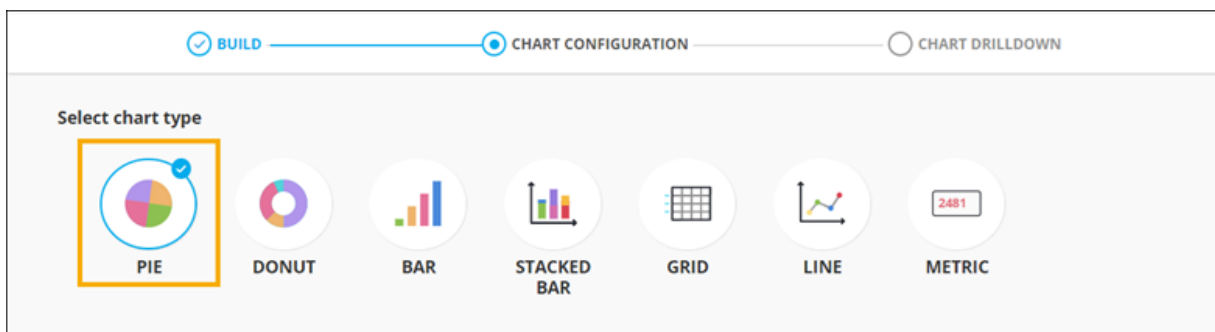 BUILD
CHART CONFIGURATION
CHART DRILLDOWN
Select chart type
2481
PIE
DONUT
BAR
STACKED
BAR
GRID
LINE
METRIC